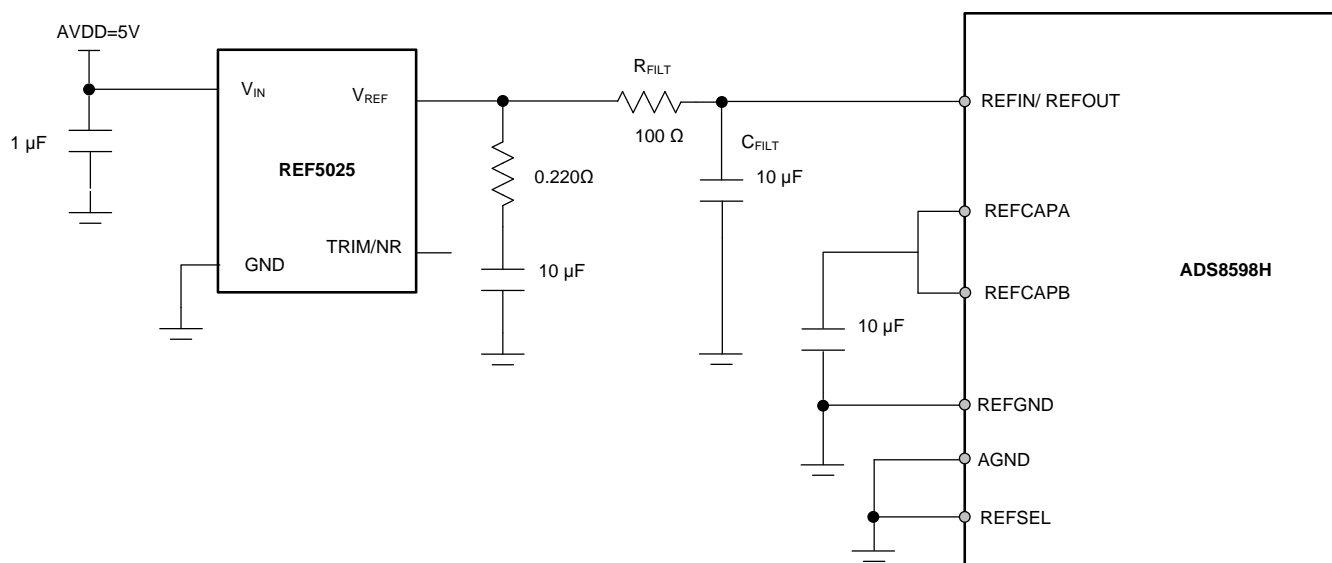 AVDD=5V
1 µF
VIN
VREF
REF5025
TRIM/NR
GND
0.220Ω
10 µF
RFILT
100 Ω
CFILT
10 µF
REFIN/ REFOUT
REFCAPA
REFCAPB
10 µF
REFGND
AGND
REFSEL
ADS8598H